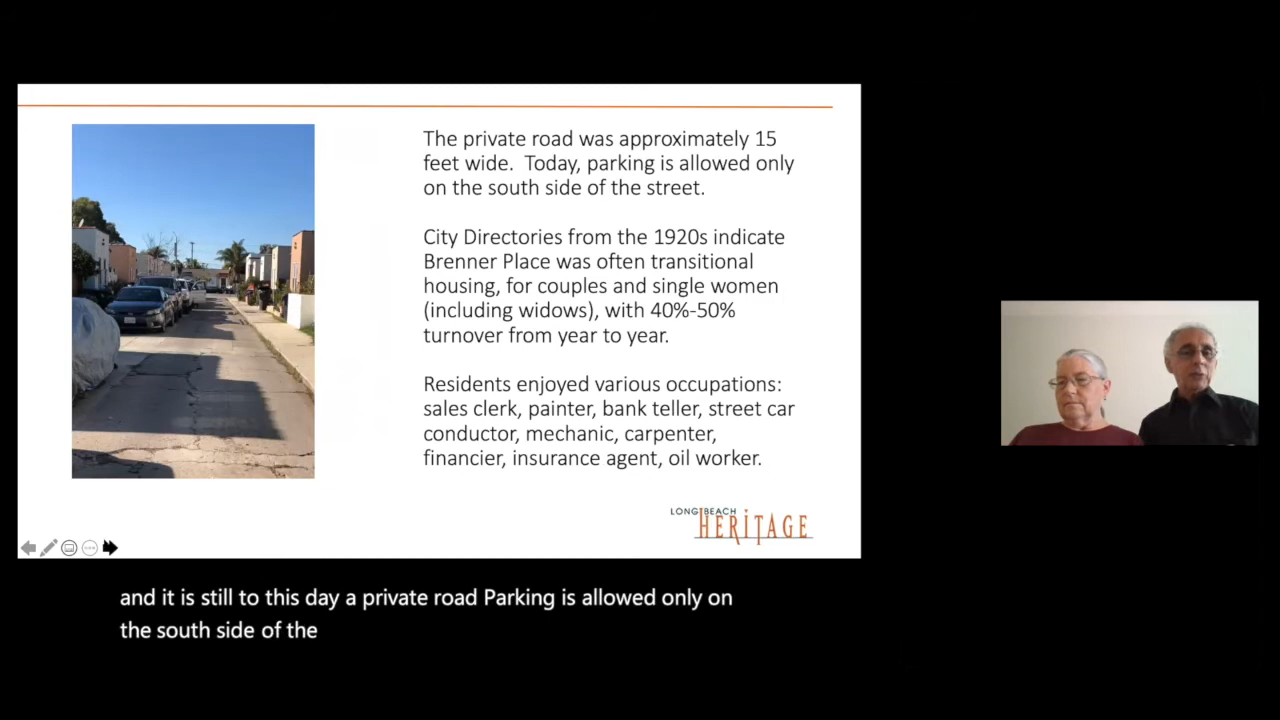 The private road was approximately 15
feet wide.  Today, parking is allowed only
on the south side of the street.
City Directories from the 1920s indicate
Brenner Place was often transitional
housing, for couples and single women
(including widows), with 40%-50%
turnover from year to year.
Residents enjoyed various occupations:
sales clerk, painter, bank teller, street car
conductor, mechanic, carpenter,
financier, insurance agent, oil worker.
LONG BEACH
HERITAGE
and it is still to this day a private road Parking is allowed only on
the south side of the